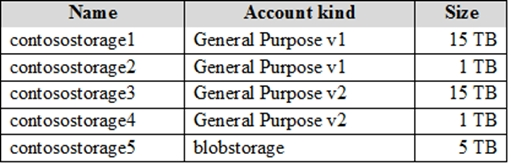 Name Account kind Size
contosostorage1 General Purpose v1 15 TB
contosostorage2 General Purpose v1 1 TB
contosostorage3 General Purpose v2 15 TB
contosostorage4 General Purpose v2 1 TB
contosostorage5 blobstorage 5 TB